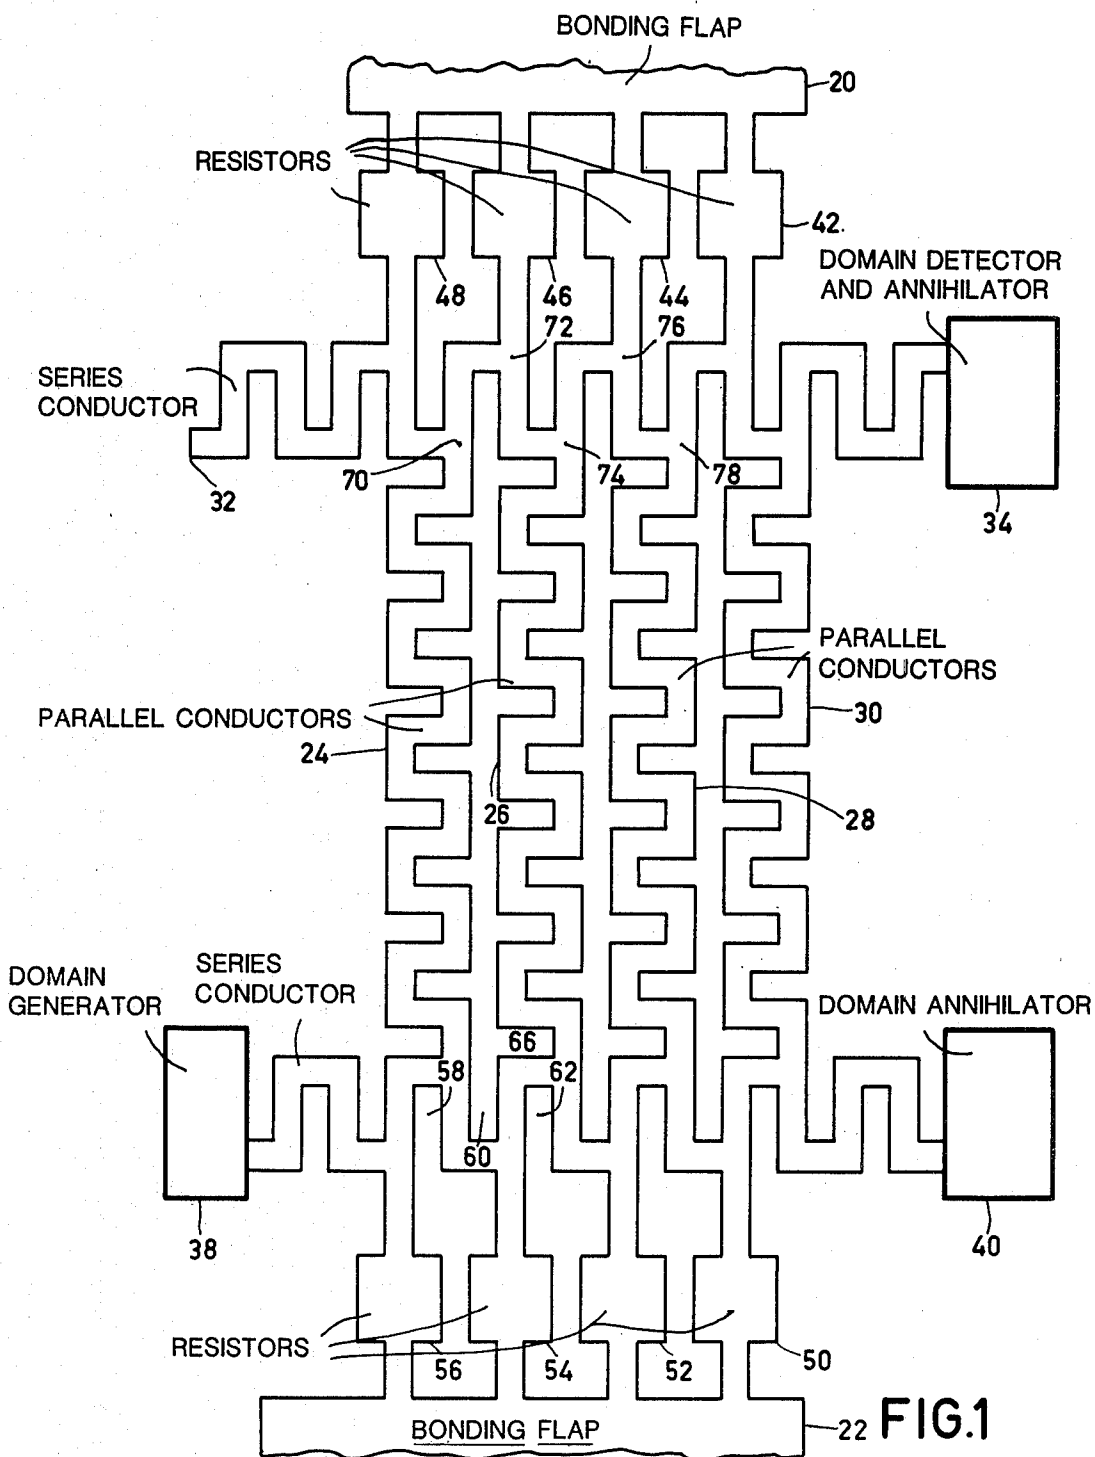 BONDING FLAP
20
RESISTORS
42.
48
46
44
DOMAIN DETECTOR
AND ANNIHILATOR
72
76
SERIES
CONDUCTOR
32
70
74
78
34
PARALLEL
CONDUCTORS
PARALLEL CONDUCTORS
24
30
26
28
DOMAIN
GENERATOR
SERIES
CONDUCTOR
DOMAIN ANNIHILATOR
66
58
62
60
38
40
RESISTORS
56
54
52
50
BONDING FLAP
22
FIG.1